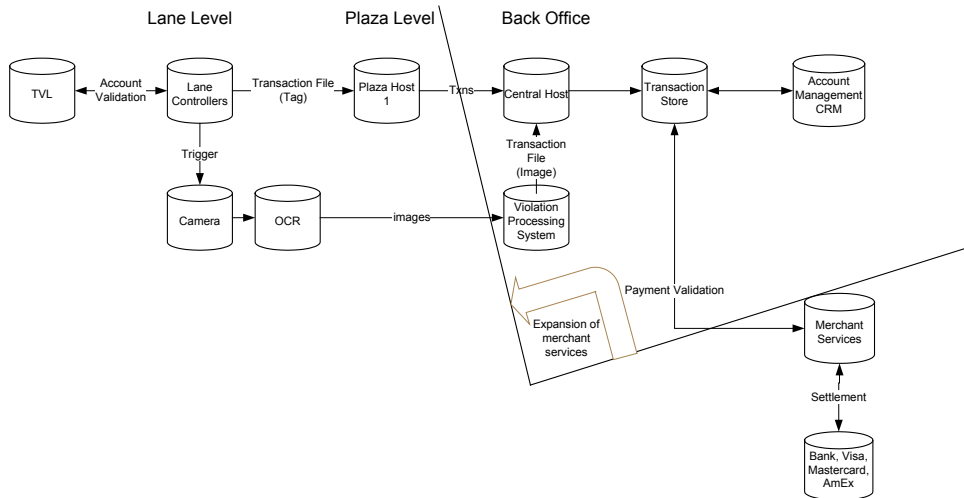 Lane Level
Plaza Level
Back Office
TVL
Account
Validation
Lane
Controllers
Transaction File
(Tag)
Plaza Host
1
Txns
Central Host
Transaction
Store
Account
Management
CRM
Trigger
Transaction
File
(Image)
Camera
OCR
images
Violation
Processing
System
Payment Validation
Expansion of
merchant
services
Merchant
Services
Settlement
Bank, Visa,
Mastercard,
AmEx